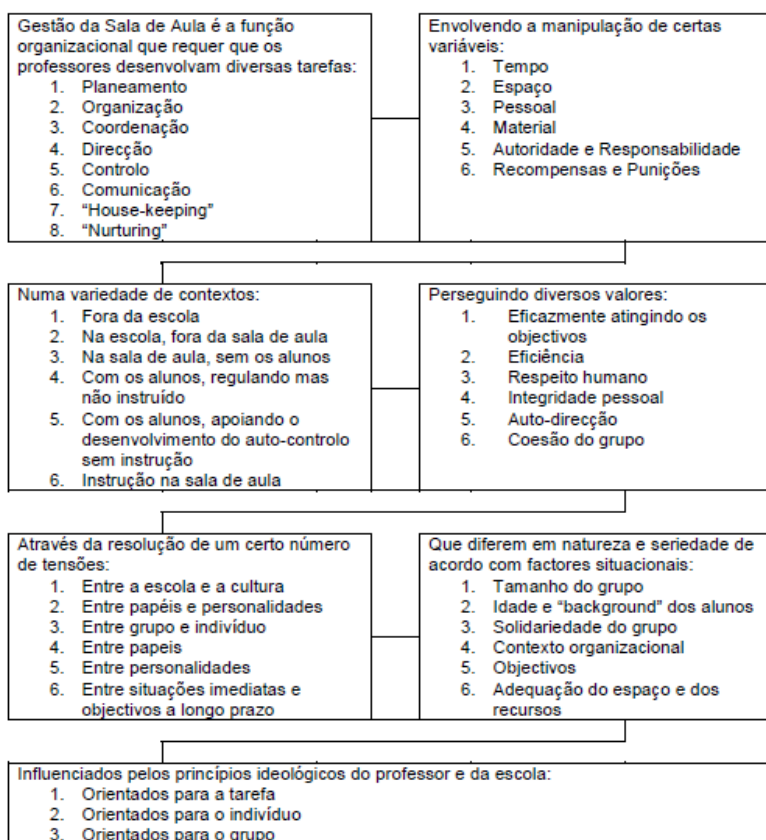 Gestão da Sala de Aula é a função
organizacional que requer que os
professores desenvolvam diversas tarefas:
1. Planeamento
2. Organização
3. Coordenação
4. Direcção
5. Controlo
6. Comunicação
7. “House-keeping”
8. “Nurturing”
Envolvendo a manipulação de certas
variáveis:
1. Tempo
2. Espaço
3. Pessoal
4. Material
5. Autoridade e Responsabilidade
6. Recompensas e Punições
Numa variedade de contextos:
1. Fora da escola
2. Na escola, fora da sala de aula
3. Na sala de aula, sem os alunos
4. Com os alunos, regulando mas
não instruído
5. Com os alunos, apoiando o
desenvolvimento do auto-controlo
sem instrução
6. Instrução na sala de aula
Perseguindo diversos valores:
1. Eficazmente atingindo os
objectivos
2. Eficiência
3. Respeito humano
4. Integridade pessoal
5. Auto-direcção
6. Coesão do grupo
Através da resolução de um certo número
de tensões:
1. Entre a escola e a cultura
2. Entre papéis e personalidades
3. Entre grupo e indivíduo
4. Entre papeis
5. Entre personalidades
6. Entre situações imediatas e
objectivos a longo prazo
Que diferem em natureza e seriedade de
acordo com factores situacionais:
1. Tamanho do grupo
2. Idade e “background” dos alunos
3. Solidariedade do grupo
4. Contexto organizacional
5. Objectivos
6. Adequação do espaço e dos
recursos
Influenciados pelos princípios ideológicos do professor e da escola:
1. Orientados para a tarefa
2. Orientados para o indivíduo
3. Orientados para o grupo